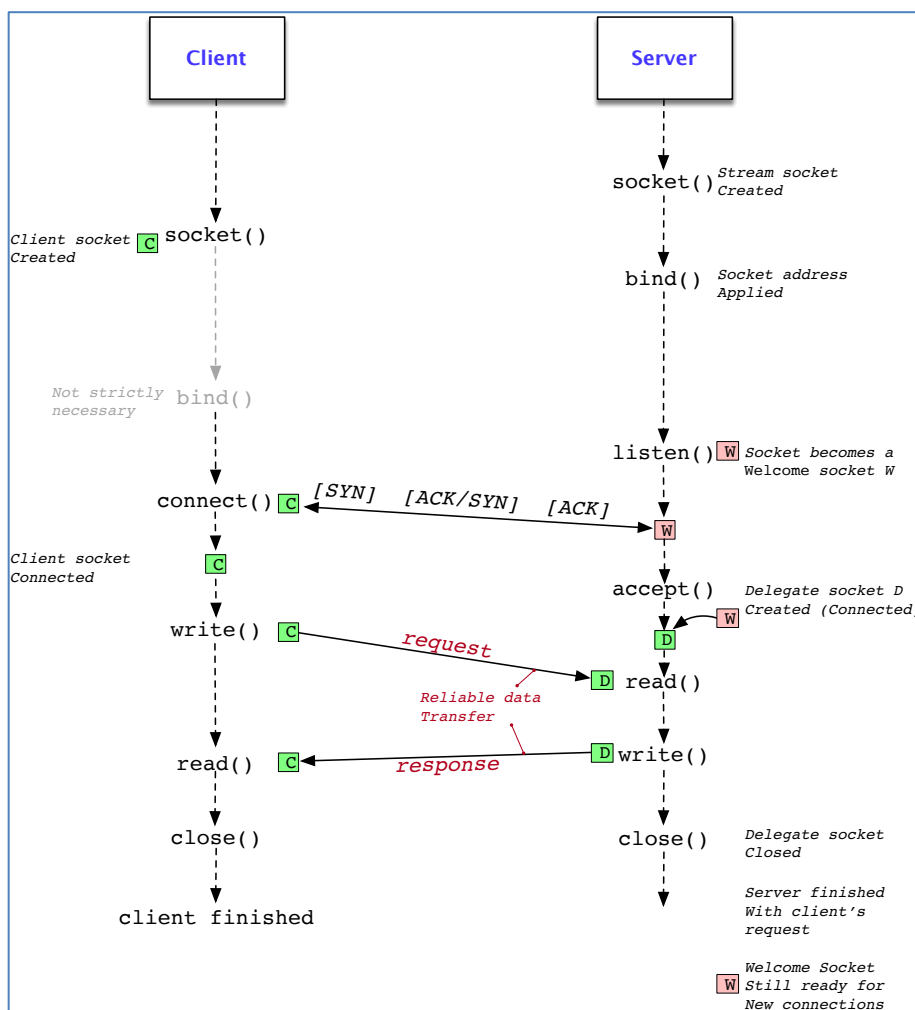 Client
Server
socket()
Stream socket
Created
Client socket
Created
C
socket()
bind()
Socket address
Applied
Not strictly
necessary
bind()
listen()
W
Socket becomes a
Welcome socket W
connect()
C
[SYN] [ACK/SYN] [ACK]
W
Client socket
Connected
C
accept()
Delegate socket D
Created (Connected)
W
D
write()
C
request
D
read()
Reliable data
Transfer
read()
C
response
D
write()
close()
close()
Delegate socket
Closed
client finished
Server finished
With client's
request
W
Welcome Socket
Still ready for
New connections